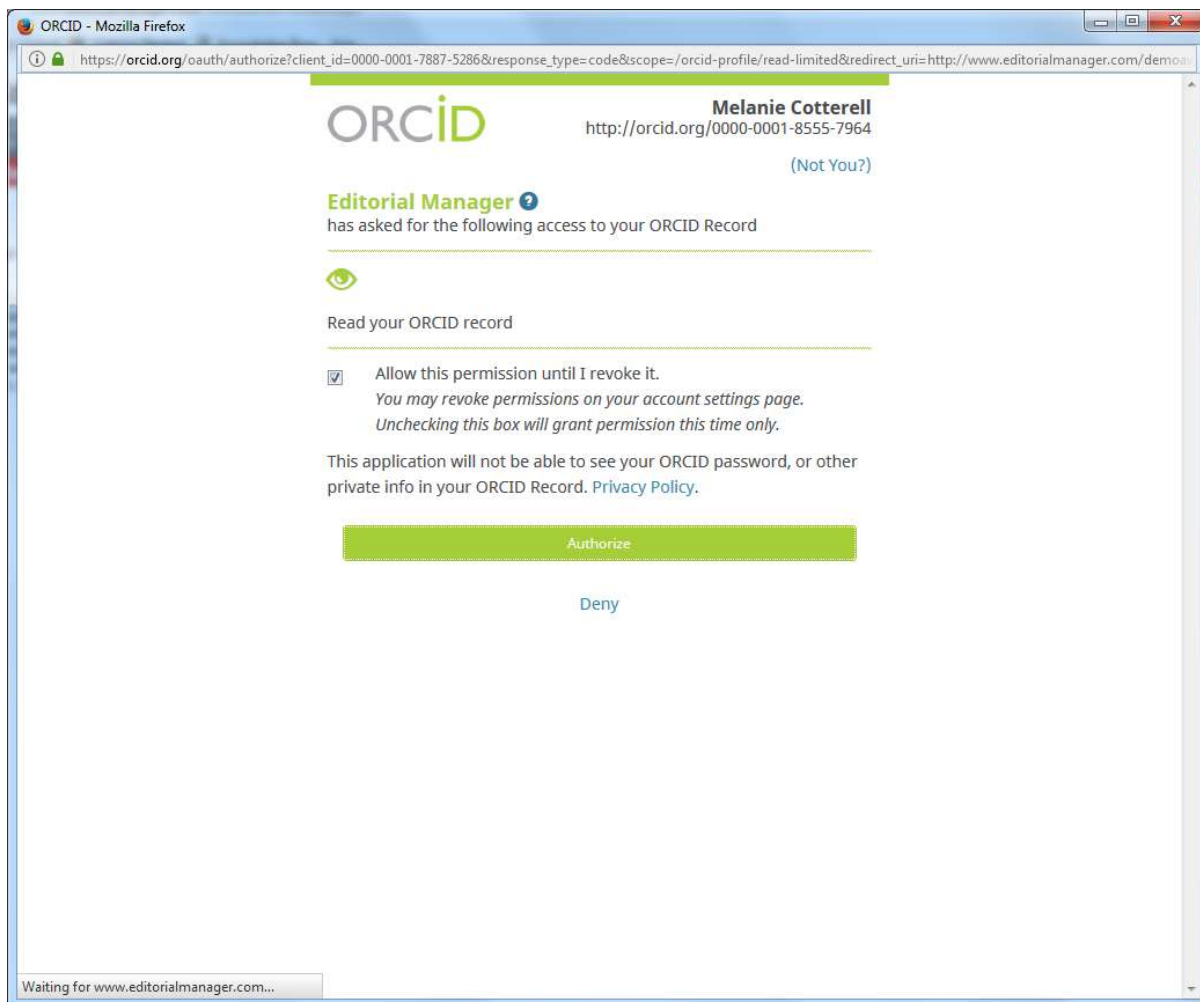 ORCID - Mozilla Firefox
https://orcid.org/oauth/authorize?client_id=0000-0001-7887-5286&response_type=code&scope=/orcid-profile/read-limited&redirect_uri=http://www.editorialmanager.com/demoa
ORCID
Melanie Cotterell
http://orcid.org/0000-0001-8555-7964
(Not You?)
Editorial Manager ?
has asked for the following access to your ORCID Record
Read your ORCID record
Allow this permission until I revoke it.
You may revoke permissions on your account settings page.
Unchecking this box will grant permission this time only.
This application will not be able to see your ORCID password, or other
private info in your ORCID Record. Privacy Policy.
Authorize
Deny
Waiting for www.editorialmanager.com...